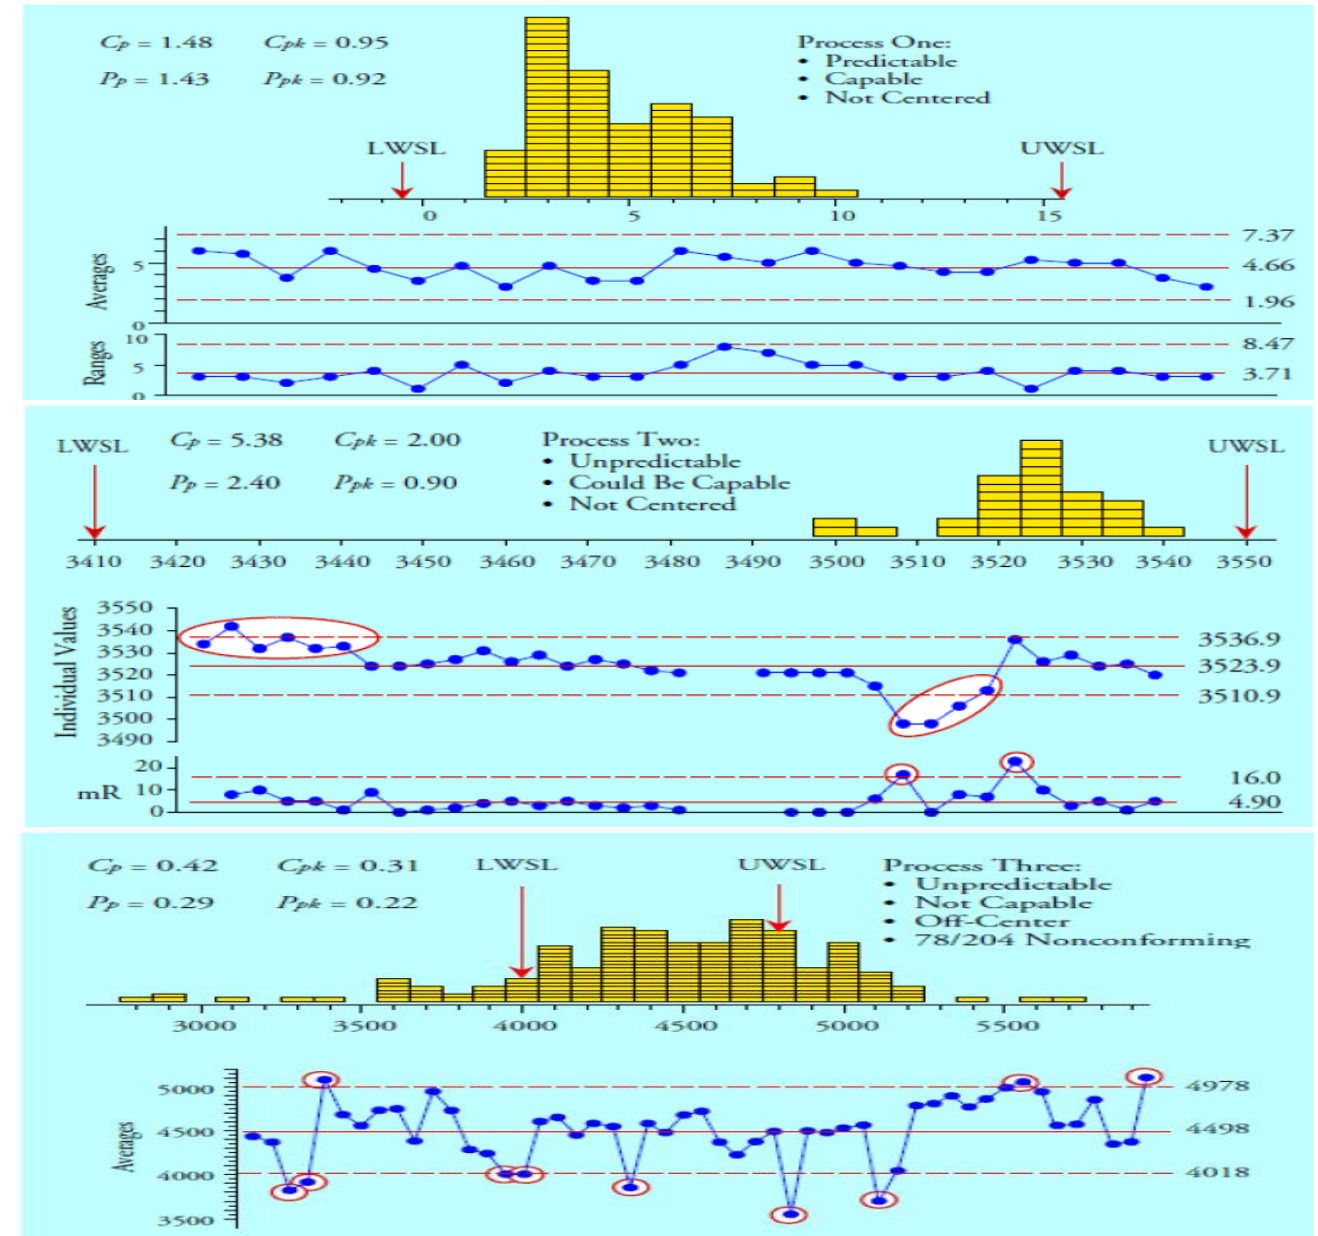 Cp = 1.48 Cpk = 0.95 Process One:
Pp = 1.43 Ppk = 0.92 • Predictable
• Capable
• Not Centered
LWSL UWSL
0 5 10 15
Averages
5
0
7.37
4.66
1.96
Ranges
10
5
0
8.47
3.71
LWSL Cp = 5.38 Cpk = 2.00 Process Two: UWSL
• Unpredictable
Pp = 2.40 Ppk = 0.90 • Could Be Capable
• Not Centered
3410 3420 3430 3440 3450 3460 3470 3480 3490 3500 3510 3520 3530 3540 3550
Individual Values
3550
3540
3530
3520
3510
3500
3490
3536.9
3523.9
3510.9
mR
20
10
0
16.0
4.90
Cp = 0.42 Cpk = 0.31 LWSL UWSL Process Three:
• Unpredictable
Pp = 0.29 Ppk = 0.22 • Not Capable
• Off-Center
• 78/204 Nonconforming
3000 3500 4000 4500 5000 5500
Averages
5000
4500
4000
3500
4978
4498
4018